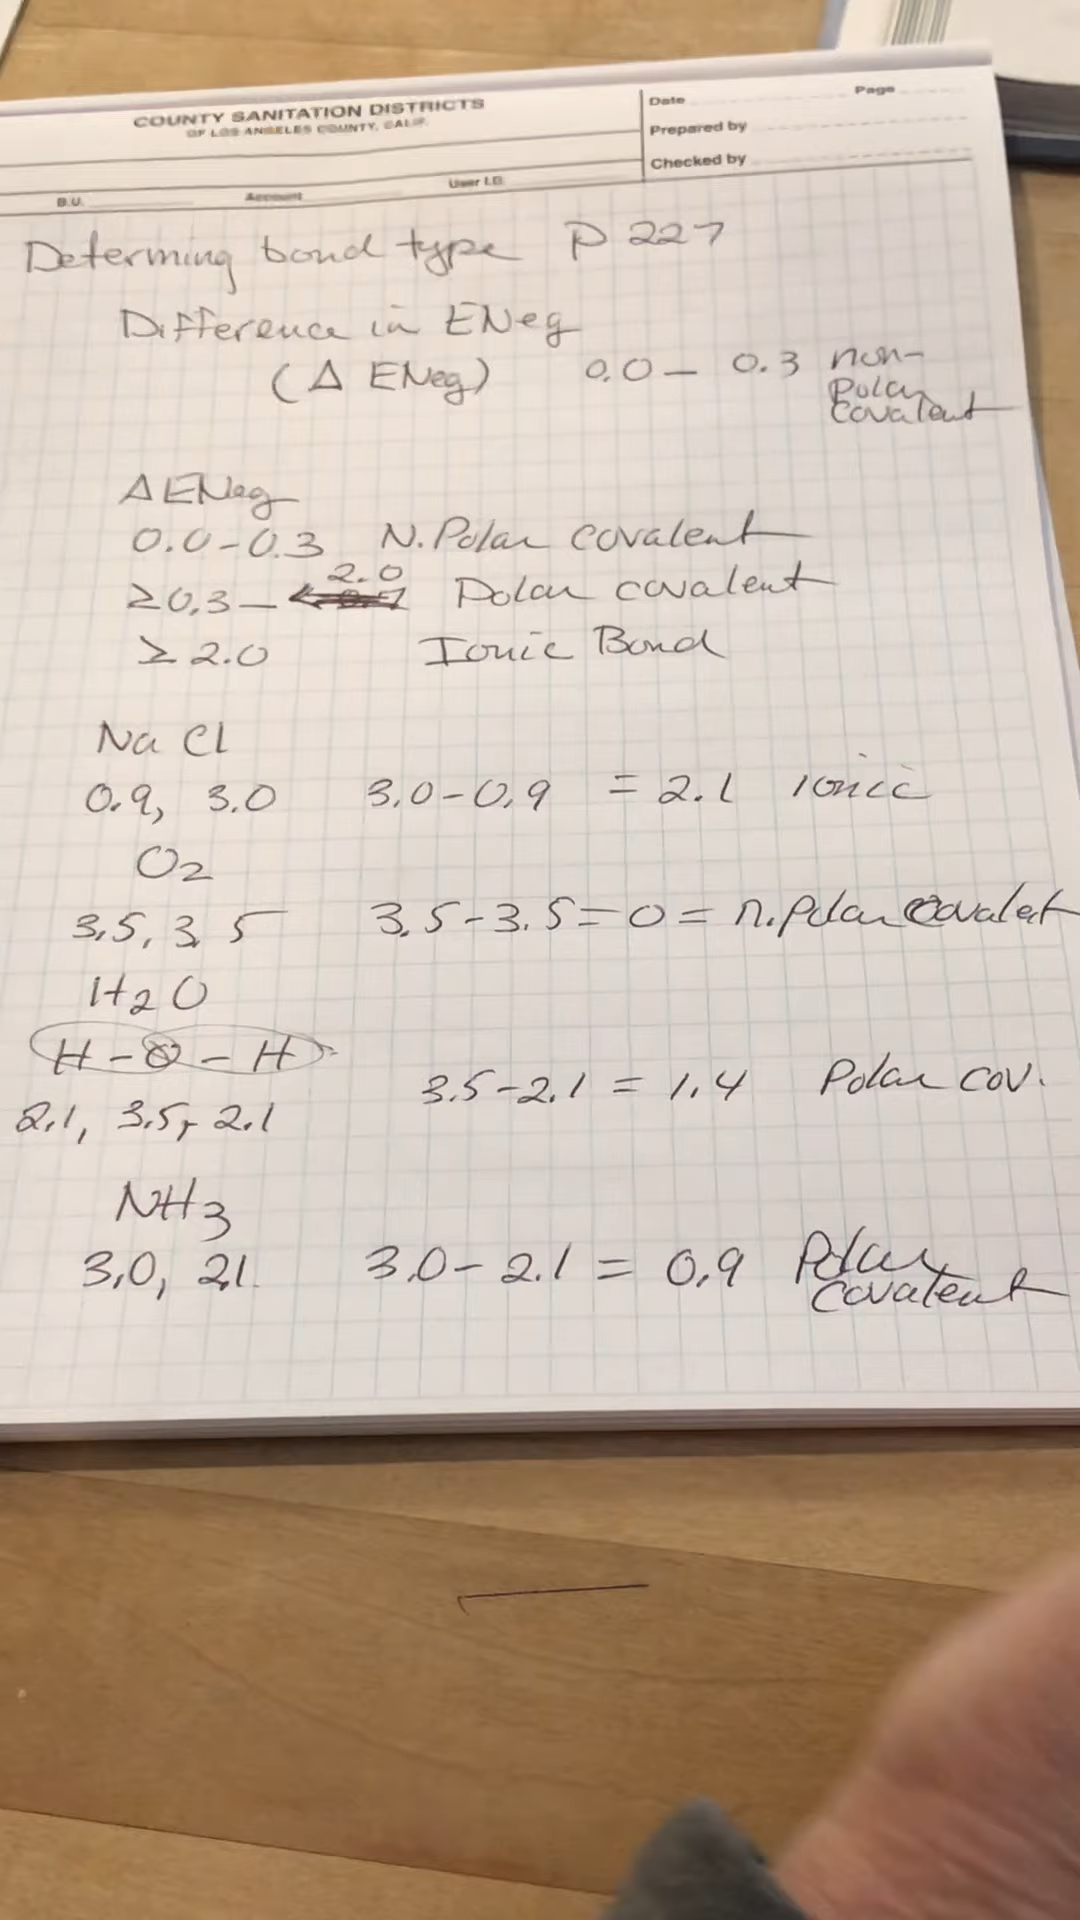 COUNTY SANITATION DISTRICTS
OF LOS ANGELES COUNTY, CALIF.
Date Page
Prepared by
Checked by
B.U. Account User I.D.
Determing bond type P 227
Difference in ENeg
(Δ ENeg) 0.0 – 0.3 non-
polar
covalent
Δ ENeg
0.0 - 0.3 N. Polar covalent
2.0
≥0.3 – Polar covalent
≥ 2.0 Ionic Bond
Na Cl
0.9, 3.0 3.0 - 0.9 = 2.1 ionic
O2
3.5, 3.5 3.5 - 3.5 = 0 = n. polar covalent
H2O
H - O - H
2.1, 3.5, 2.1 3.5 - 2.1 = 1.4 Polar cov.
NH3
3.0, 2.1 3.0 - 2.1 = 0.9 Polar
covalent